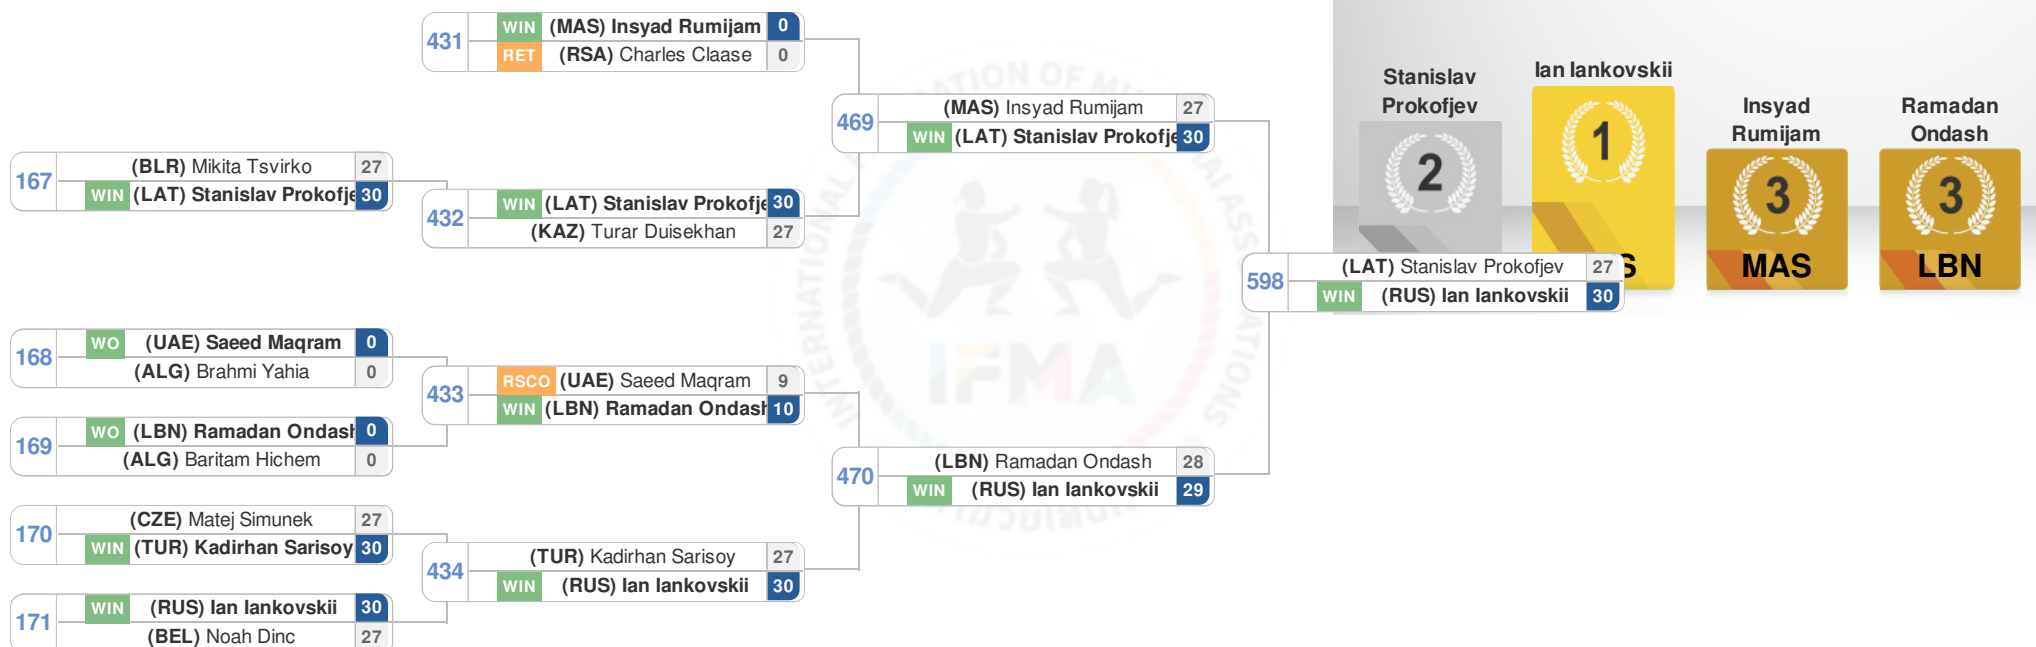 431
WIN (MAS) Insyad Rumijam 0
RET (RSA) Charles Claase 0
167
(BLR) Mikita Tsvirko 27
WIN (LAT) Stanislav Prokofje 30
432
WIN (LAT) Stanislav Prokofje 30
(KAZ) Turar Duisekhan 27
168
WO (UAE) Saeed Maqram 0
(ALG) Brahmi Yahia 0
169
WO (LBN) Ramadan Ondash 0
(ALG) Baritam Hichem 0
433
RSCO (UAE) Saeed Maqram 9
WIN (LBN) Ramadan Ondash 10
170
(CZE) Matej Simunek 27
WIN (TUR) Kadirhan Sarisoy 30
171
WIN (RUS) Ian Iankovskii 30
(BEL) Noah Dinc 27
434
(TUR) Kadirhan Sarisoy 27
WIN (RUS) Ian Iankovskii 30
469
(MAS) Insyad Rumijam 27
WIN (LAT) Stanislav Prokofje 30
470
(LBN) Ramadan Ondash 28
WIN (RUS) Ian Iankovskii 29
598
(LAT) Stanislav Prokofjev 27
WIN (RUS) Ian Iankovskii 30
Stanislav
Prokofjev
2
Ian Iankovskii
1
S
Insyad
Rumijam
3
MAS
Ramadan
Ondash
3
LBN
IFMA